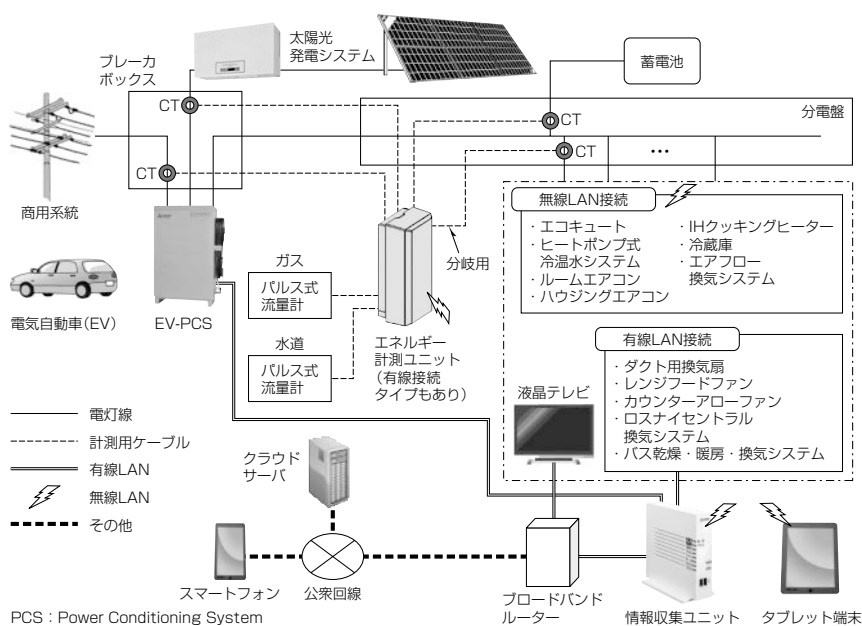 太陽光
発電システム
ブレーカ
ボックス
蓄電池
分電盤
CT
CT
CT
CT
商用系統
無線LAN接続
・エコキュート
・ヒートポンプ式
冷温水システム
・ルームエアコン
・ハウジングエアコン
・IHクッキングヒーター
・冷蔵庫
・エアフロー
換気システム
分岐用
ガス
パルス式
流量計
水道
パルス式
流量計
電気自動車(EV)
EV-PCS
エネルギー
計測ユニット
(有線接続
タイプもあり)
有線LAN接続
・ダクト用換気扇
・レンジフードファン
・カウンターアローファン
・ロスナイセントラル
換気システム
・バス乾燥・暖房・換気システム
液晶テレビ
電灯線
計測用ケーブル
有線LAN
無線LAN
その他
クラウド
サーバ
スマートフォン
公衆回線
ブロードバンド
ルーター
情報収集ユニット
タブレット端末
PCS：Power Conditioning System